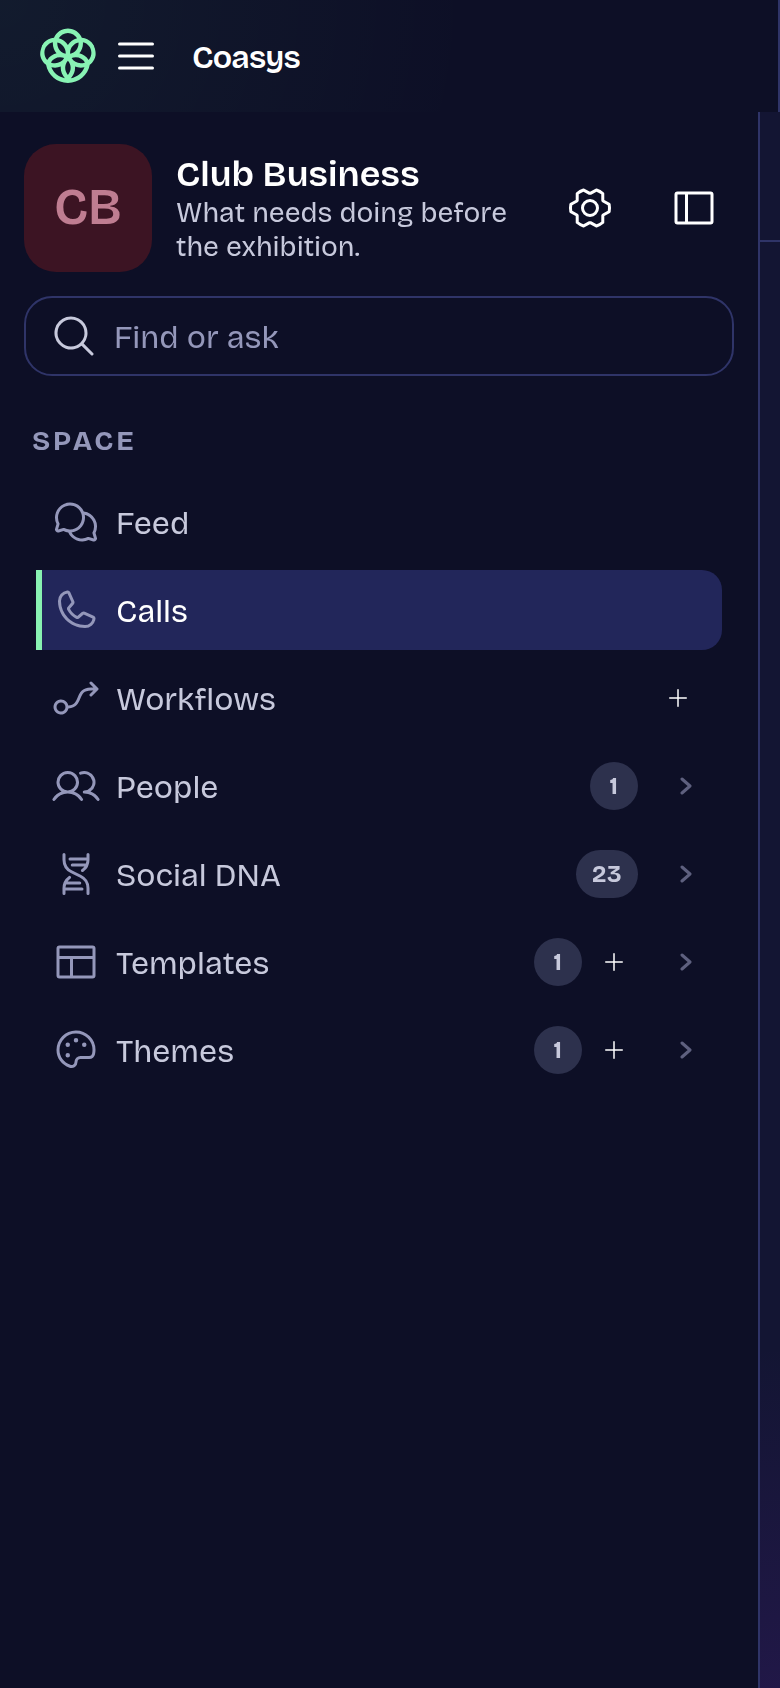 Coasys
CB
Club Business
What needs doing before
the exhibition.
Find or ask
SPACE
Feed
Calls
Workflows
People 1
Social DNA 23
Templates 1
Themes 1